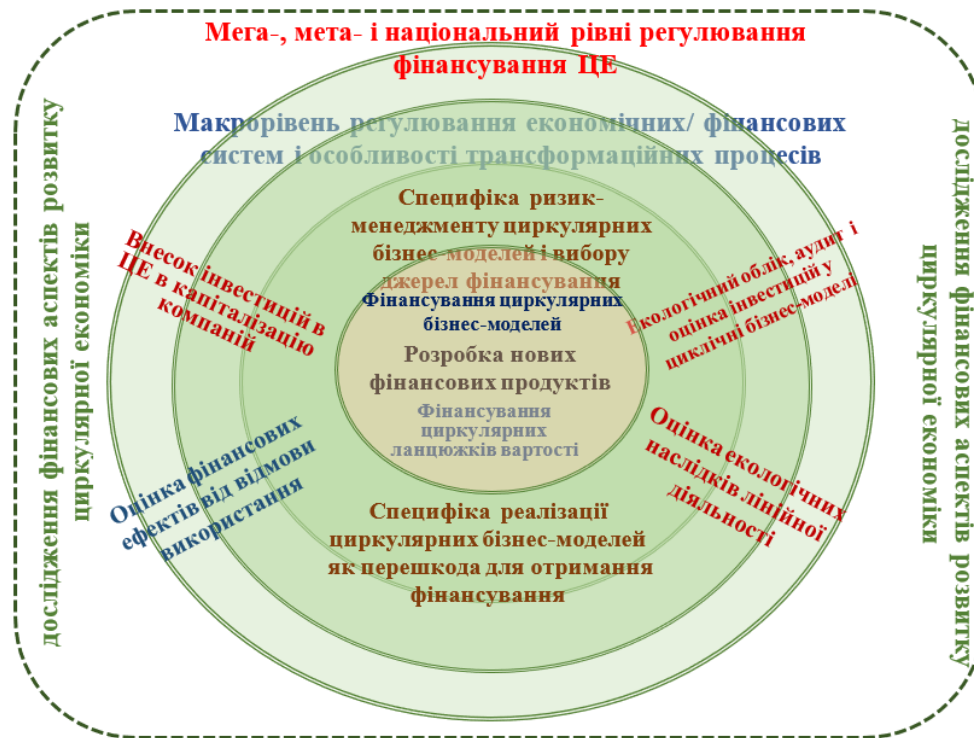 Мега-, мета- і національний рівні регулювання
фінансування ЦЕ
Макрорівень регулювання економічних/ фінансових
систем і особливості трансформаційних процесів
дослідження фінансових аспектів розвитку
циркулярної економіки
Специфіка ризик-
менеджменту циркулярних
бізнес-моделей і вибору
джерел фінансування
Внесок інвестицій в
ЦЕ в капіталізацію
компаній
Екологічний облік, аудит і
оцінка інвестицій у
циклічні бізнес-моделі
Фінансування циркулярних
бізнес-моделей
Розробка нових
фінансових продуктів
Фінансування
циркулярних
ланцюжків вартості
Оцінка фінансових
ефектів від відмови
використання
Оцінка екологічних
наслідків лінійної
діяльності
Специфіка реалізації
циркулярних бізнес-моделей
як перешкода для отримання
фінансування
дослідження фінансових аспектів розвитку
циркулярної економіки